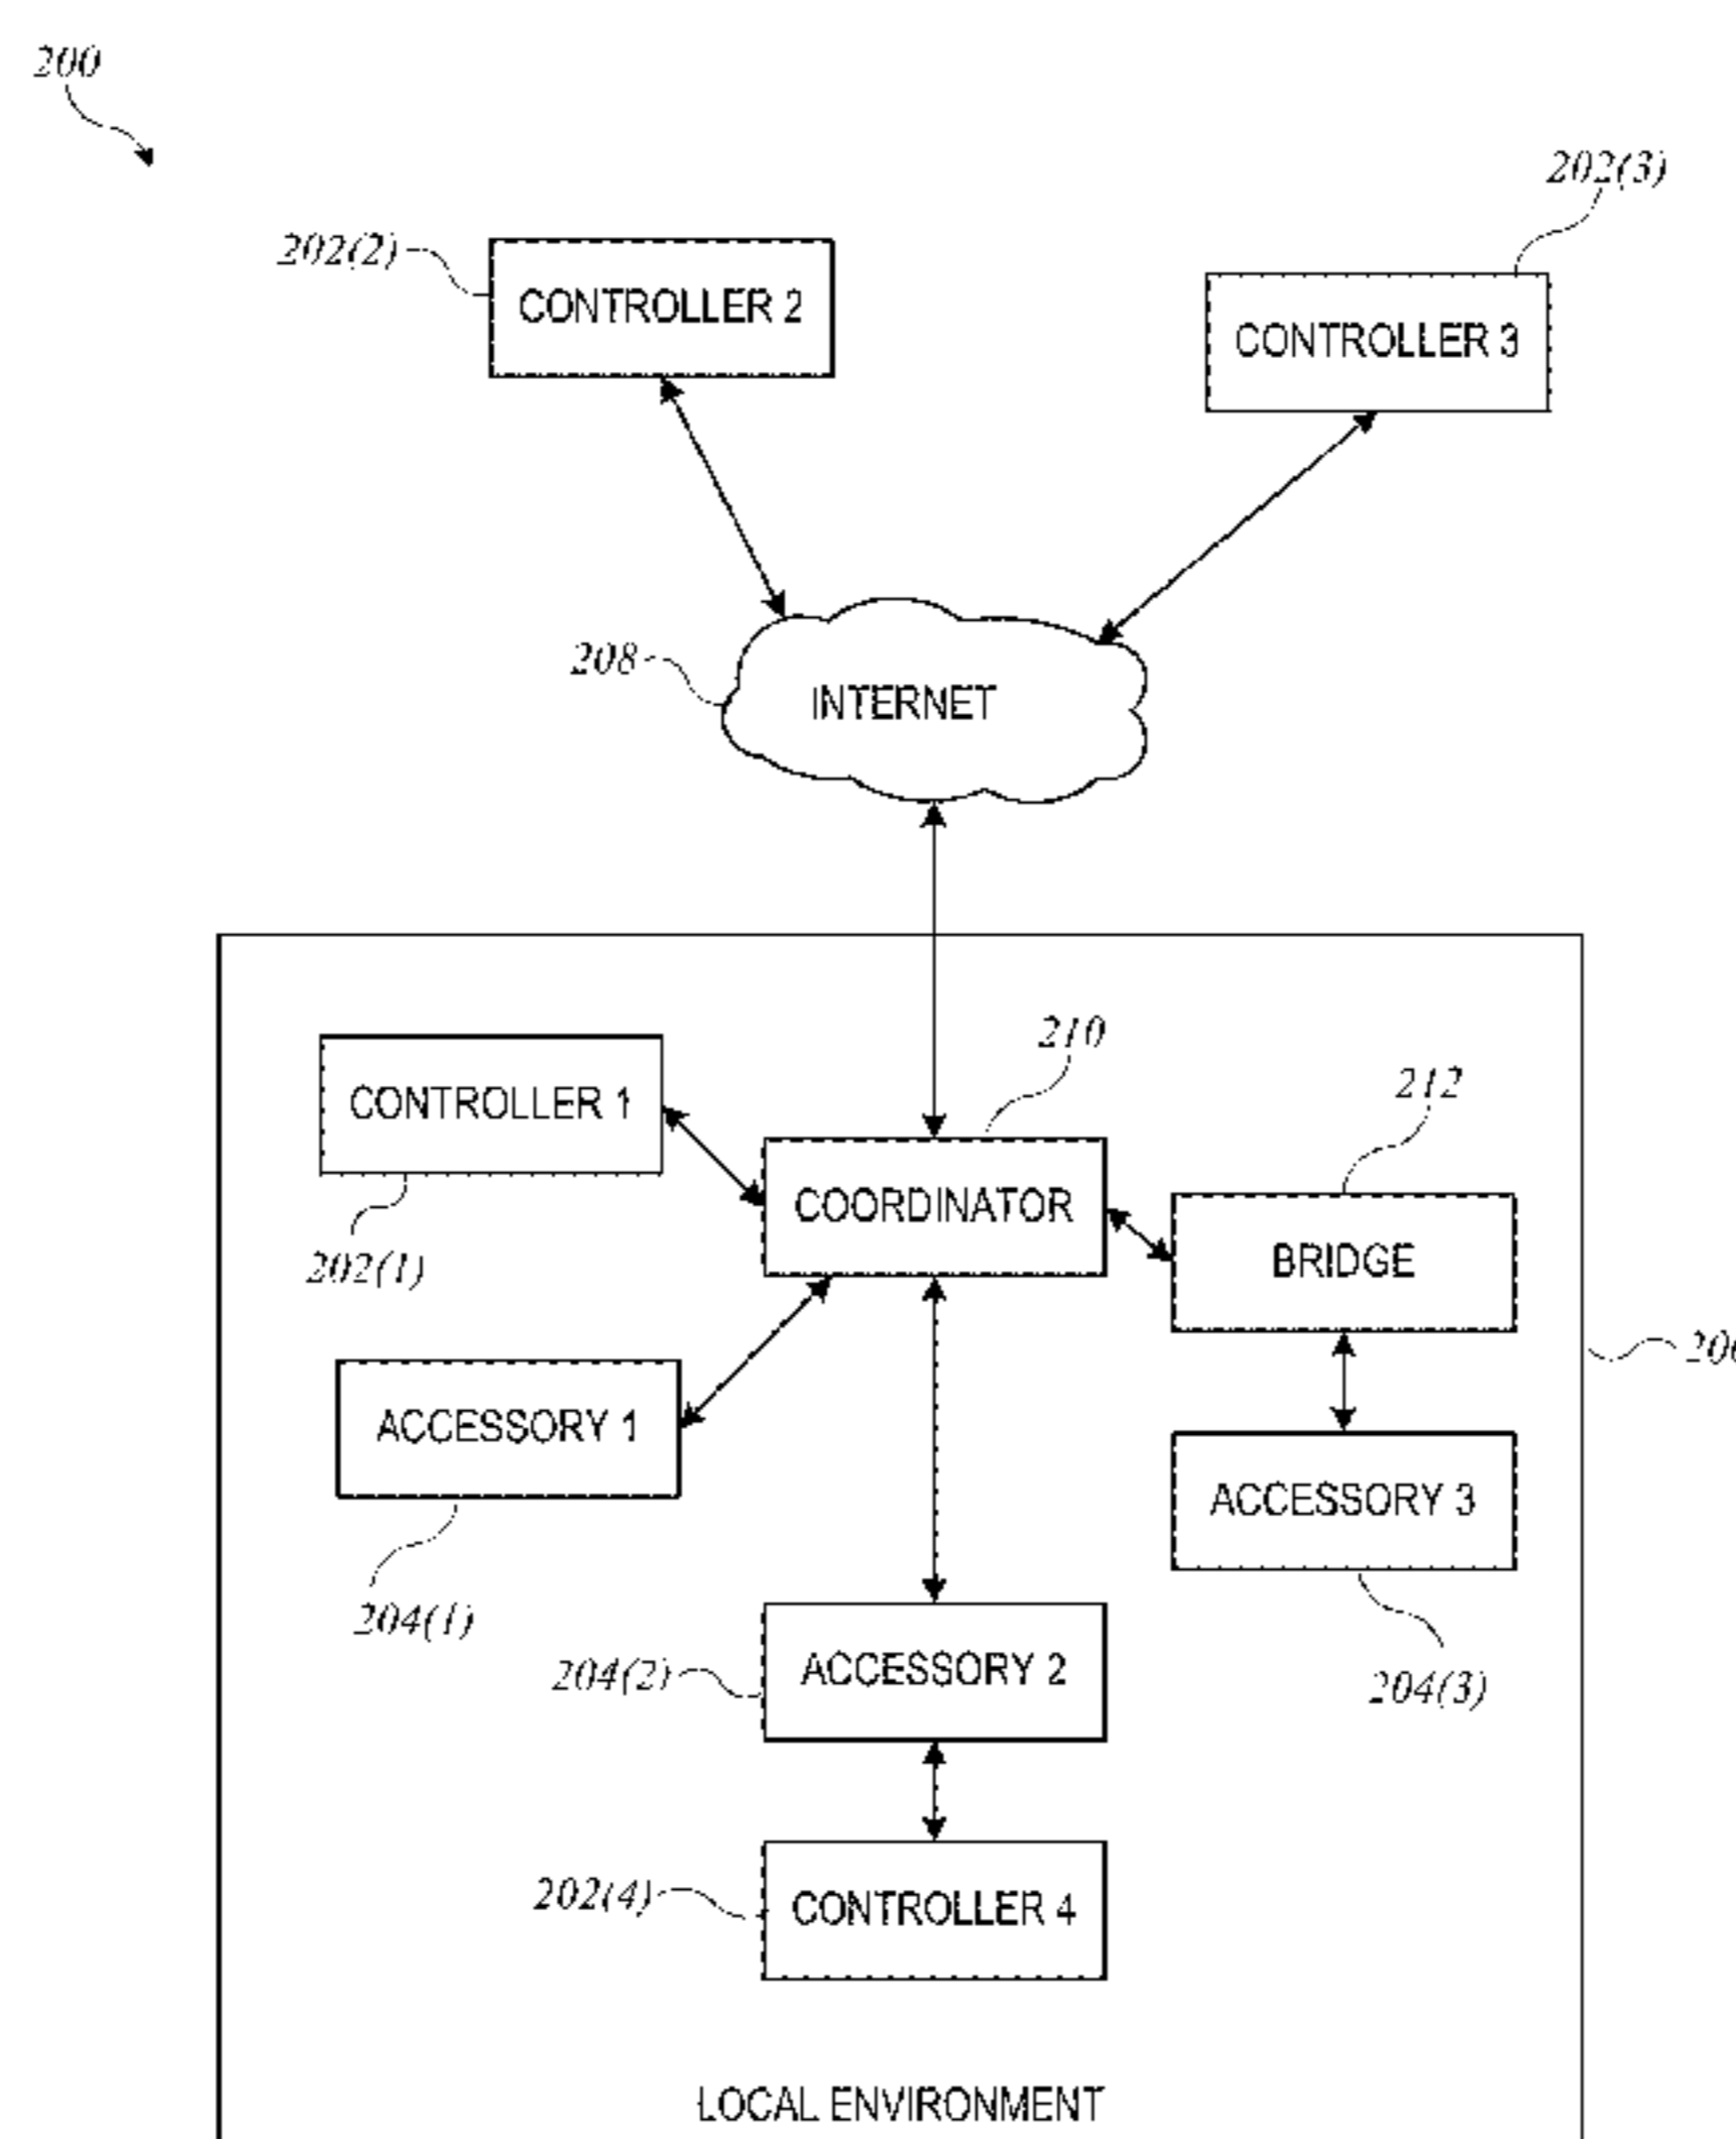 200
202(3)
202(2)
CONTROLLER 2
CONTROLLER 3
208
INTERNET
210
212
CONTROLLER 1
COORDINATOR
BRIDGE
202(1)
ACCESSORY 1
ACCESSORY 3
204(1)
204(2)
ACCESSORY 2
204(3)
202(4)
CONTROLLER 4
LOCAL ENVIRONMENT